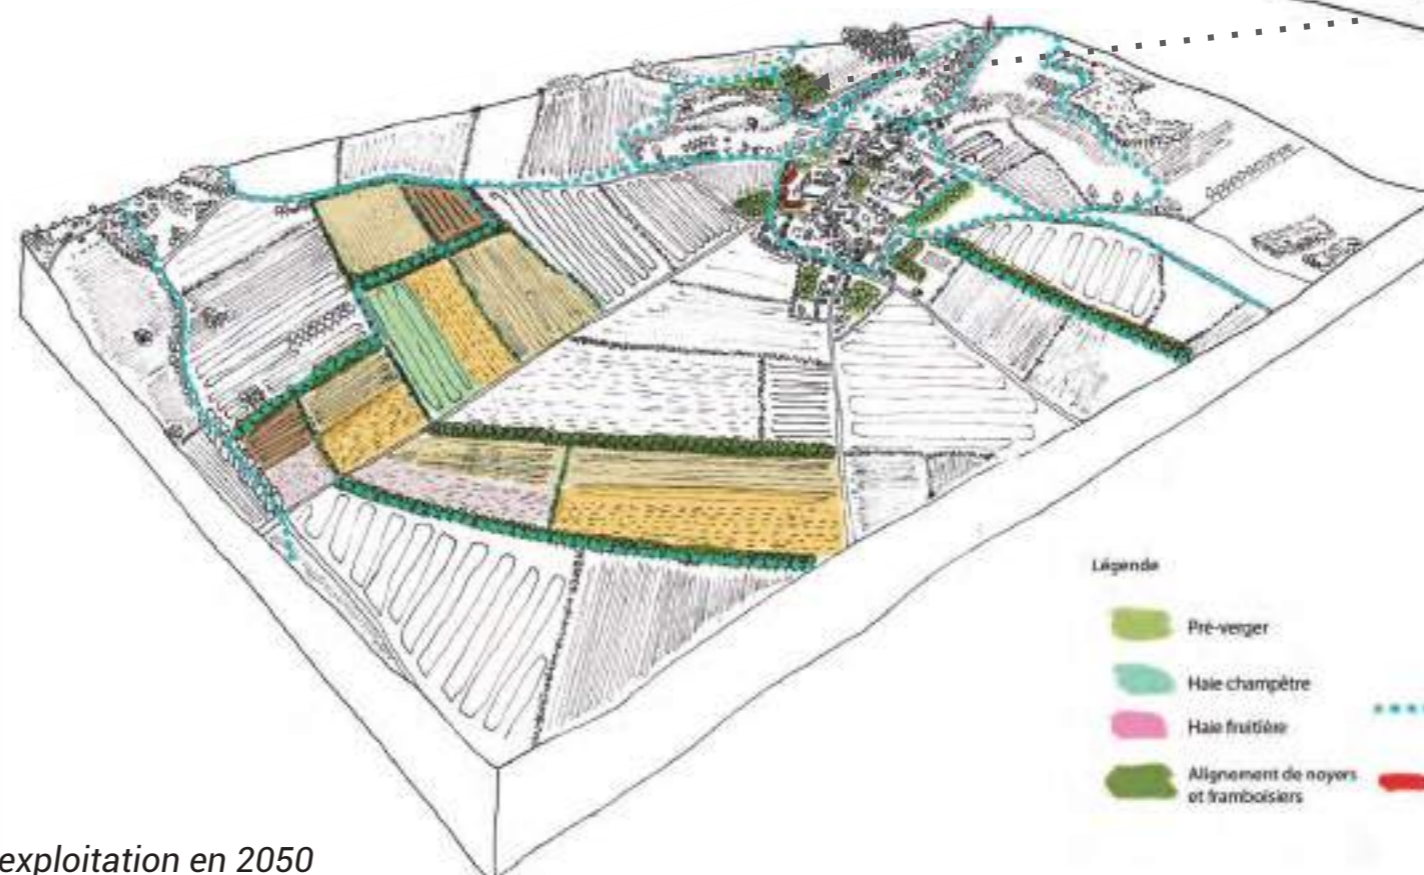 Légende
Pré-verger
Haie champêtre
Haie fruitière
Alignement de noyers
et framboisiers
exploitation en 2050